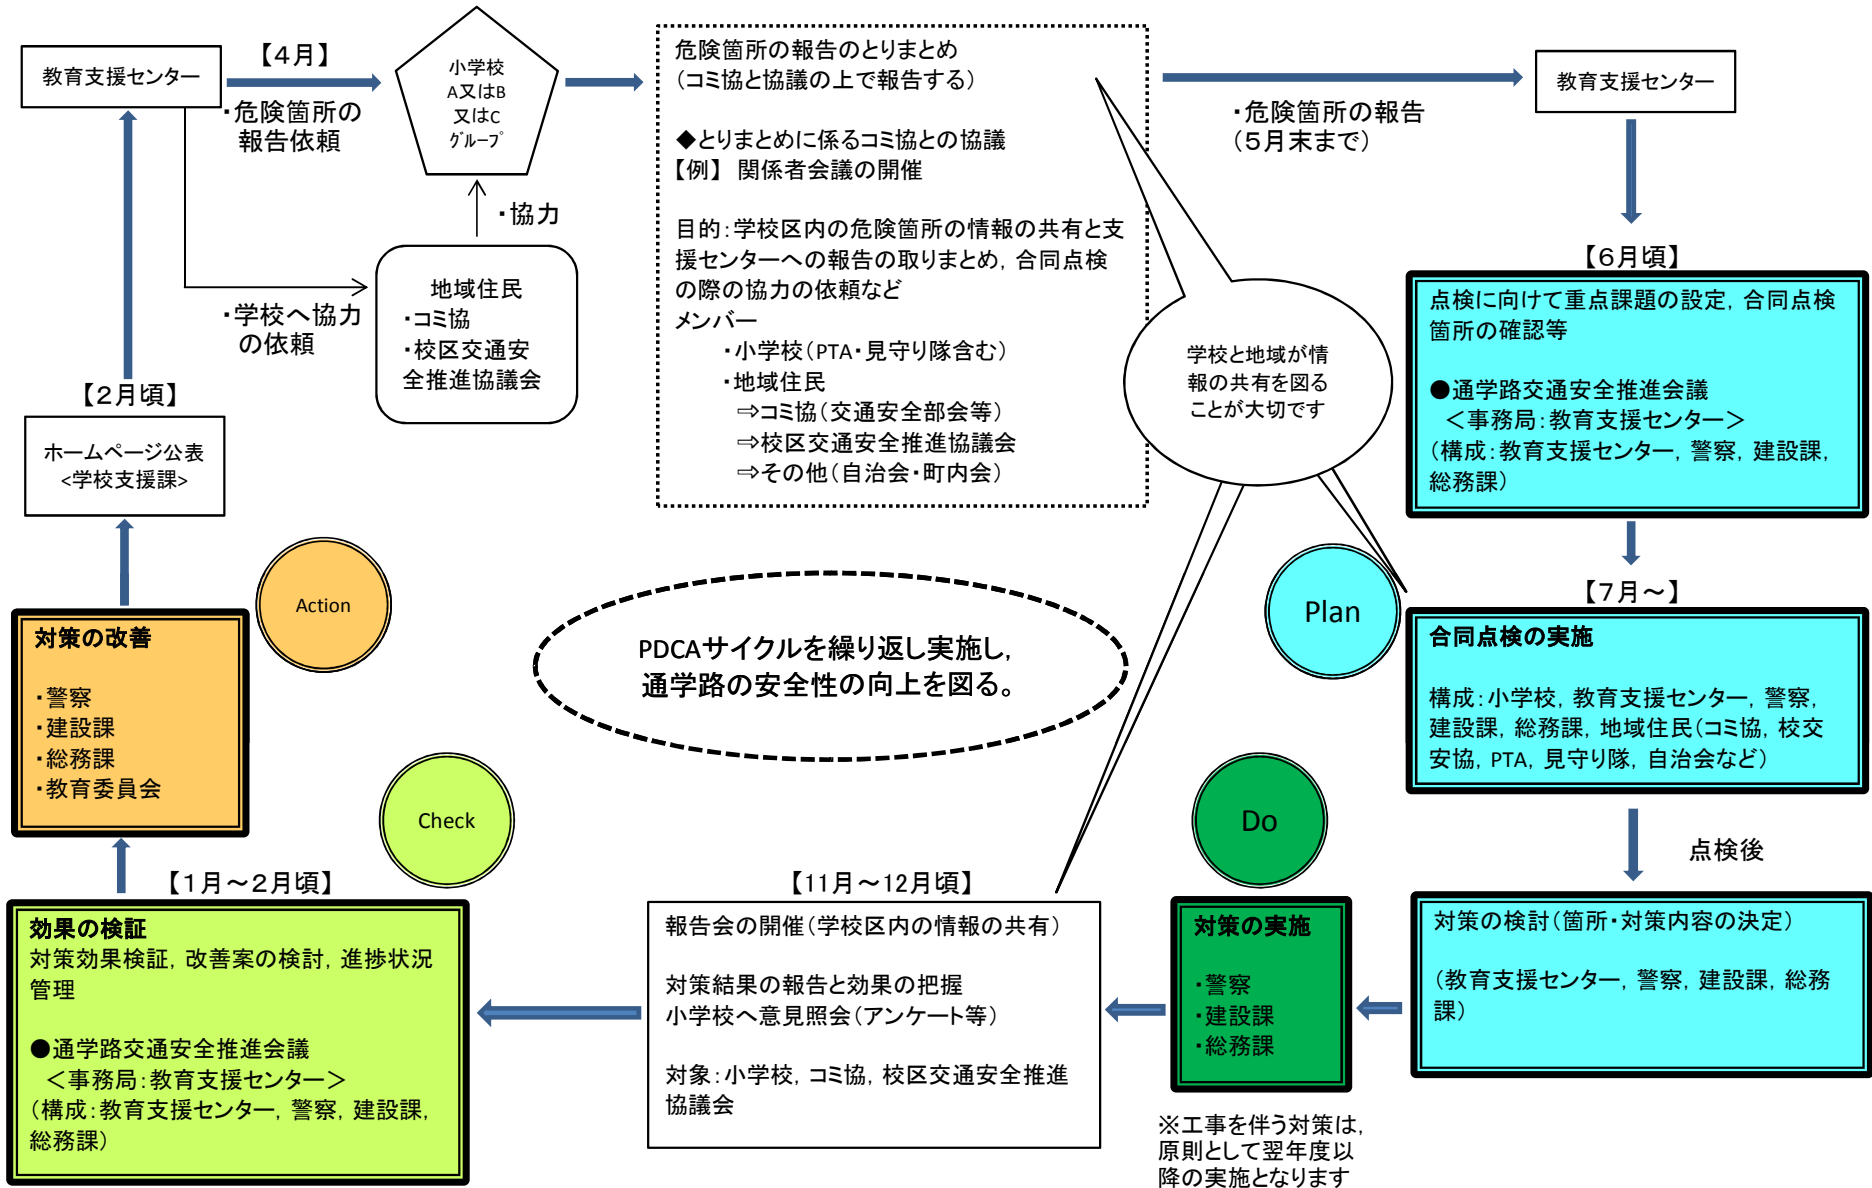 教育支援センター
【4月】
・危険箇所の
報告依頼
小学校
A又はB
又はC
グループ
・協力
・学校へ協力
の依頼
地域住民
・コミ協
・校区交通安
全推進協議会
危険箇所の報告のとりまとめ
(コミ協と協議の上で報告する)
◆とりまとめに係るコミ協との協議
【例】 関係者会議の開催
目的:学校区内の危険箇所の情報の共有と支
援センターへの報告の取りまとめ, 合同点検
の際の協力の依頼など
メンバー
・小学校(PTA・見守り隊含む)
・地域住民
⇒コミ協(交通安全部会等)
⇒校区交通安全推進協議会
⇒その他(自治会・町内会)
・危険箇所の報告
(5月末まで)
教育支援センター
学校と地域が情
報の共有を図る
ことが大切です
【6月頃】
点検に向けて重点課題の設定, 合同点検
箇所の確認等
●通学路交通安全推進会議
<事務局:教育支援センター>
(構成:教育支援センター, 警察, 建設課,
総務課)
Plan
【7月~】
合同点検の実施
構成:小学校, 教育支援センター, 警察,
建設課, 総務課, 地域住民(コミ協, 校交
安協, PTA, 見守り隊, 自治会など)
点検後
対策の検討(箇所・対策内容の決定)
(教育支援センター, 警察, 建設課, 総務
課)
Do
対策の実施
・警察
・建設課
・総務課
※工事を伴う対策は,
原則として翌年度以
降の実施となります
【11月~12月頃】
報告会の開催(学校区内の情報の共有)
対策結果の報告と効果の把握
小学校へ意見照会(アンケート等)
対象:小学校, コミ協, 校区交通安全推進
協議会
Check
【1月~2月頃】
効果の検証
対策効果検証, 改善案の検討, 進捗状況
管理
●通学路交通安全推進会議
<事務局:教育支援センター>
(構成:教育支援センター, 警察, 建設課,
総務課)
Action
対策の改善
・警察
・建設課
・総務課
・教育委員会
【2月頃】
ホームページ公表
<学校支援課>
PDCAサイクルを繰り返し実施し,
通学路の安全性の向上を図る。